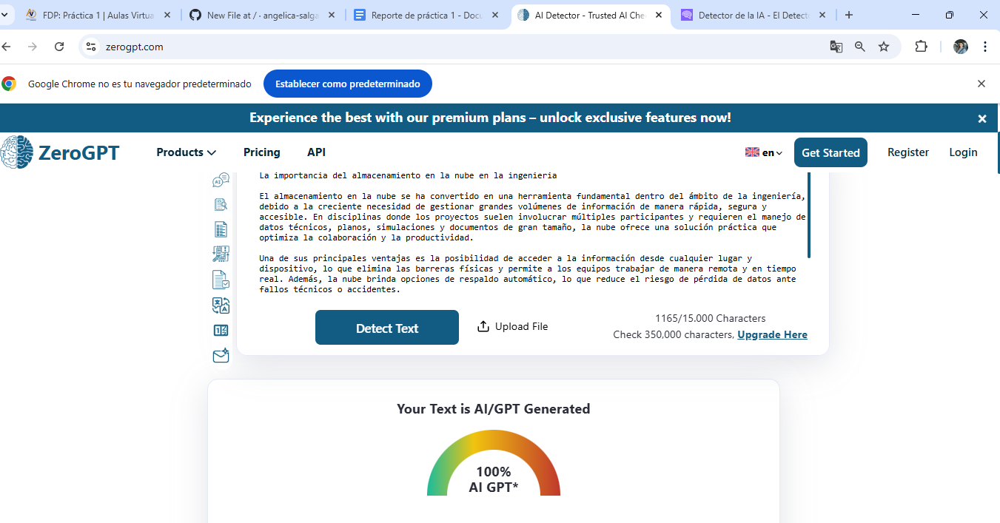 FDP: Práctica 1 | Aulas Virtua
New File at / · angelica-salga
Reporte de práctica 1 - Docu
AI Detector - Trusted AI Che
Detector de la IA - El Detecto
zerogpt.com
Google Chrome no es tu navegador predeterminado
Establecer como predeterminado
Experience the best with our premium plans – unlock exclusive features now!
ZeroGPT
Products
Pricing
API
en
Get Started
Register
Login
La importancia del almacenamiento en la nube en la ingeniería
El almacenamiento en la nube se ha convertido en una herramienta fundamental dentro del ámbito de la ingeniería,
debido a la creciente necesidad de gestionar grandes volúmenes de información de manera rápida, segura y
accesible. En disciplinas donde los proyectos suelen involucrar múltiples participantes y requieren el manejo de
datos técnicos, planos, simulaciones y documentos de gran tamaño, la nube ofrece una solución práctica que
optimiza la colaboración y la productividad.
Una de sus principales ventajas es la posibilidad de acceder a la información desde cualquier lugar y
dispositivo, lo que elimina las barreras físicas y permite a los equipos trabajar de manera remota y en tiempo
real. Además, la nube brinda opciones de respaldo automático, lo que reduce el riesgo de pérdida de datos ante
fallos técnicos o accidentes.
Detect Text
Upload File
1165/15.000 Characters
Check 350,000 characters, Upgrade Here
Your Text is AI/GPT Generated
100%
AI GPT*